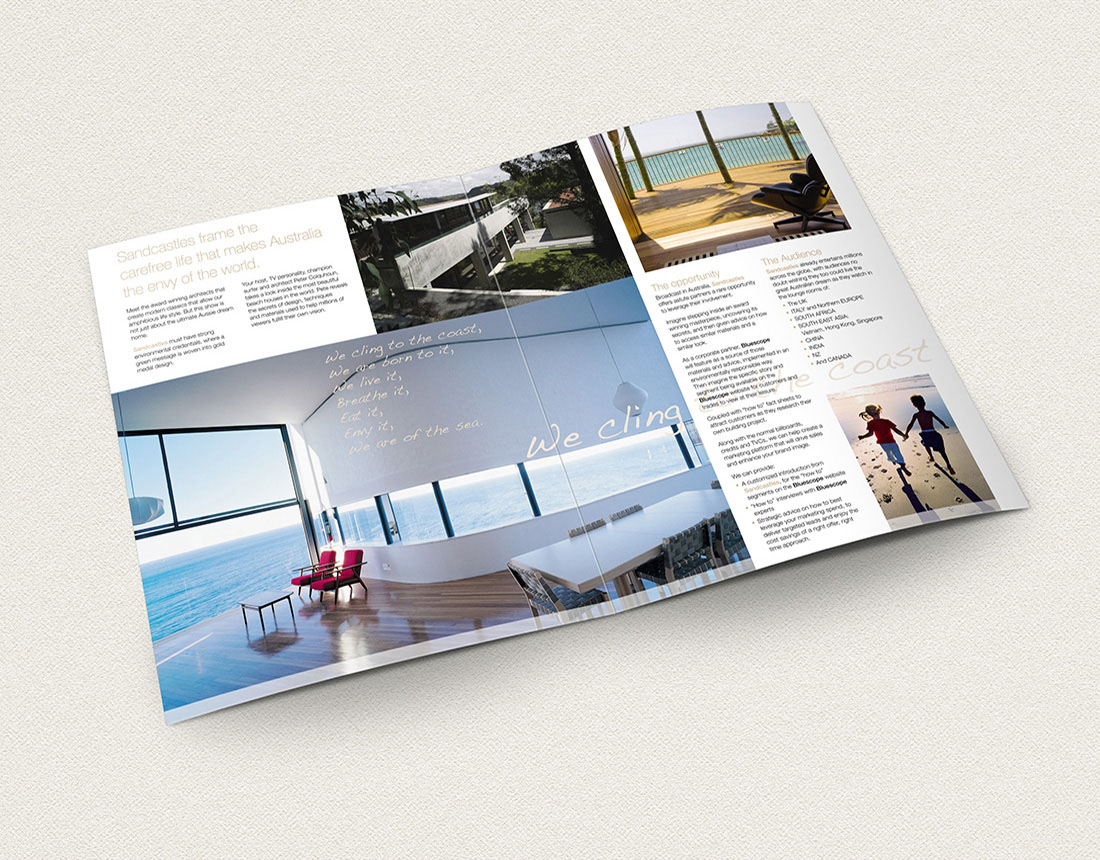 Sandcastles frame the
carefree life that makes Australia
the envy of the world.
Meet the award winning architects that
create modern classics that allow our
amphibious life style. But this show is
not just about the ultimate Aussie dream
home.
Sandcastles must have strong
environmental credentials, where a
green message is woven into gold
medal design.
Your host, TV personality, champion
surfer and architect Peter Colquhoun,
takes a look inside the most beautiful
beach houses in the world. Pete reveals
the secrets of design, techniques
and materials used to help millions of
viewers fulfil their own vision.
We cling to the coast,
We are born to it,
We live it,
Breathe it,
Eat it,
Envy it,
We are of the sea.
We cling to the coast
The opportunity
Broadcast in Australia, Sandcastles
offers astute partners a rare opportunity
to leverage their involvement.
Imagine stepping inside an award
winning masterpiece, uncovering its
secrets, and then given advice on how
to access similar materials and a
similar look.
As a corporate partner, Bluescope
will feature as a source of those
materials and advice, implemented in an
environmentally responsible way.
Then imagine the specific story and
segment being available on the
Bluescope website for customers and
trades to view at their leisure.
Coupled with "how to" fact sheets to
attract customers as they research their
own building project.
Along with the normal billboards,
credits and TVCs, we can help create a
marketing platform that will drive sales
and enhance your brand image.
We can provide:
• A customized introduction from
Sandcastles, for the "how to"
segments on the Bluescope website
• "How to" interviews with Bluescope
experts
• Strategic advice on how to best
leverage your marketing spend, to
deliver targeted leads and enjoy the
cost savings of a right offer, right
time approach.
The Audience
Sandcastles already entertains millions
across the globe, with audiences no
doubt wishing they too could live the
great Australian dream as they watch in
the lounge rooms of.
• The UK
• ITALY and Northern EUROPE
• SOUTH AFRICA
• SOUTH EAST ASIA:
Vietnam, Hong Kong, Singapore
• CHINA
• INDIA
• NZ
• And CANADA